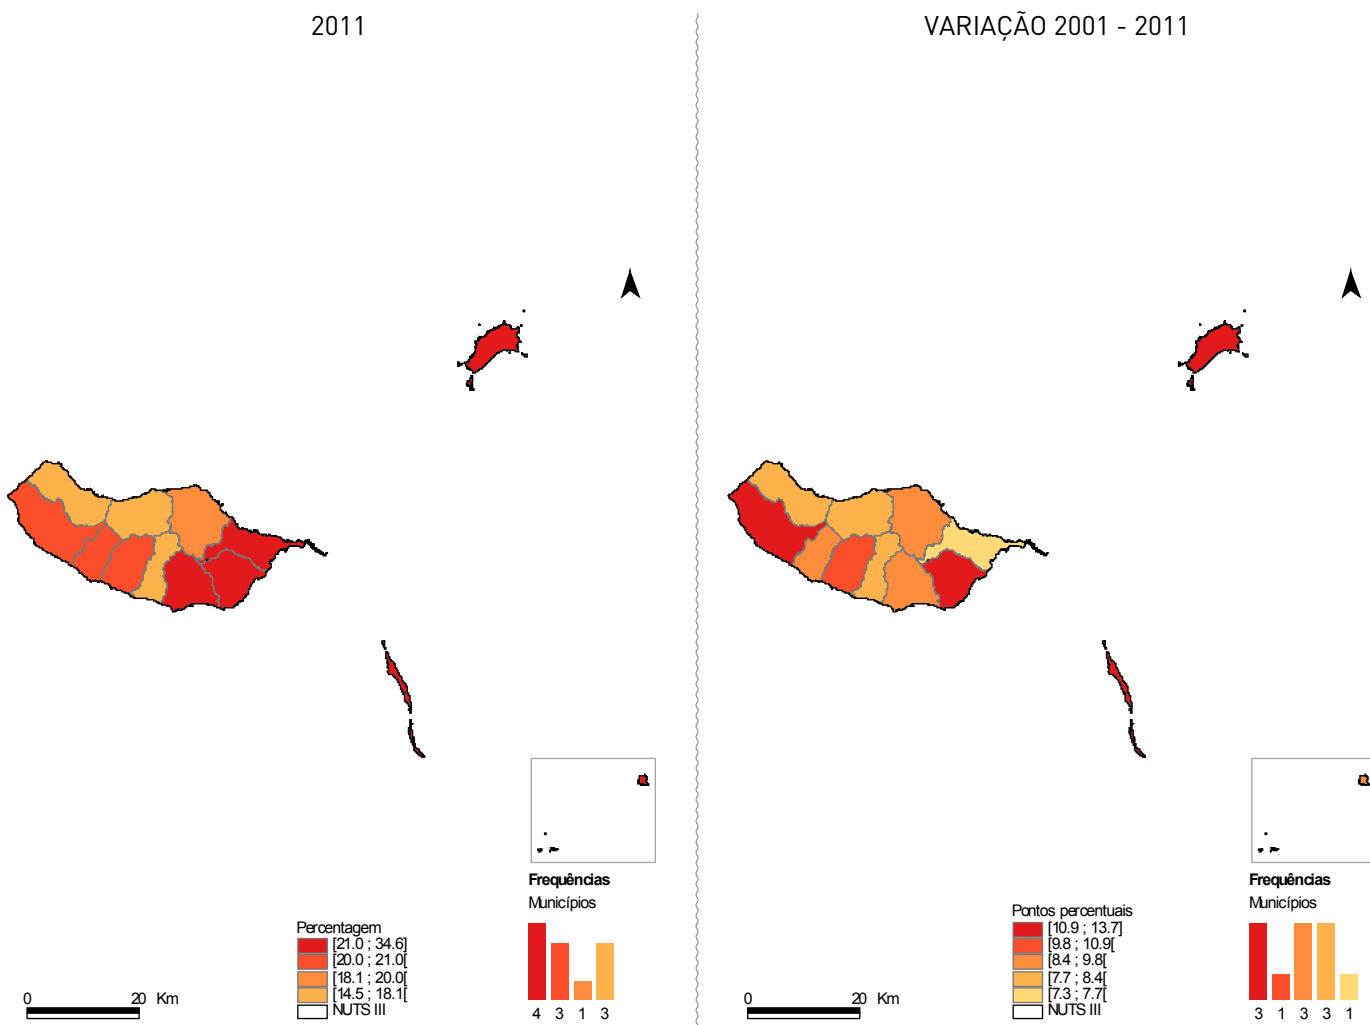 2011
Percentagem
[21.0 ; 34.6]
[20.0 ; 21.0[
[18.1 ; 20.0[
[14.5 ; 18.1[
NUTS III
Frequências
Municípios
4 3 1 3
0 20 Km
VARIAÇÃO 2001 - 2011
Pontos percentuais
[10.9 ; 13.7]
[9.8 ; 10.9[
[8.4 ; 9.8[
[7.7 ; 8.4[
[7.3 ; 7.7[
NUTS III
Frequências
Municípios
3 1 3 3 1
0 20 Km